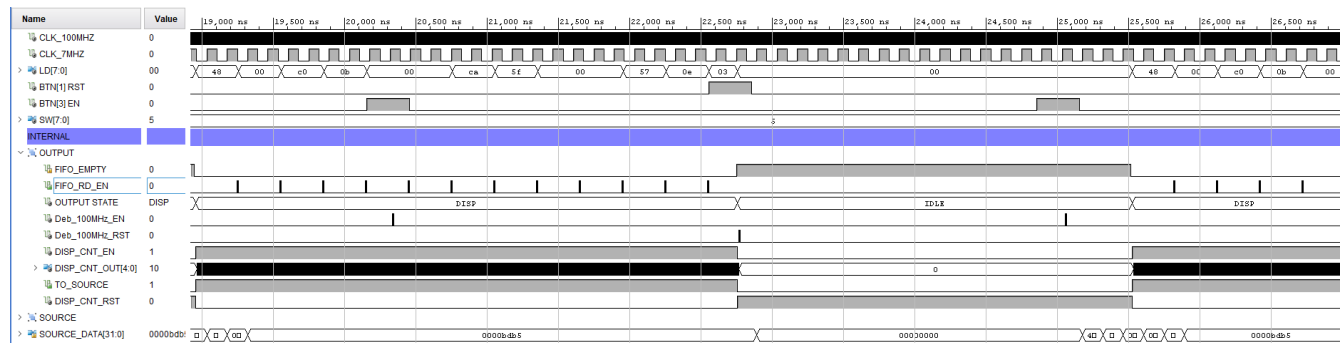 Name Value 19,000 ns 19,500 ns 20,000 ns 20,500 ns 21,000 ns 21,500 ns 22,000 ns 22,500 ns 23,000 ns 23,500 ns 24,000 ns 24,500 ns 25,000 ns 25,500 ns 26,000 ns 26,500 ns
CLK_100MHZ 0
CLK_7MHZ 0
LD[7:0] 00 48 00 c0 0b 00 ca 5f 00 57 0e 03 00 48 00 c0 0b 00
BTN[1] RST 0
BTN[3] EN 0
SW[7:0] 5 5
INTERNAL
OUTPUT
FIFO_EMPTY 0
FIFO_RD_EN 0
OUTPUT STATE DISP DISP IDLE DISP
Deb_100MHz_EN 0
Deb_100MHz_RST 0
DISP_CNT_EN 1
DISP_CNT_OUT[4:0] 10 0
TO_SOURCE 1
DISP_CNT_RST 0
SOURCE
SOURCE_DATA[31:0] 0000bdb 0000bdb5 00030000 0000bdb5